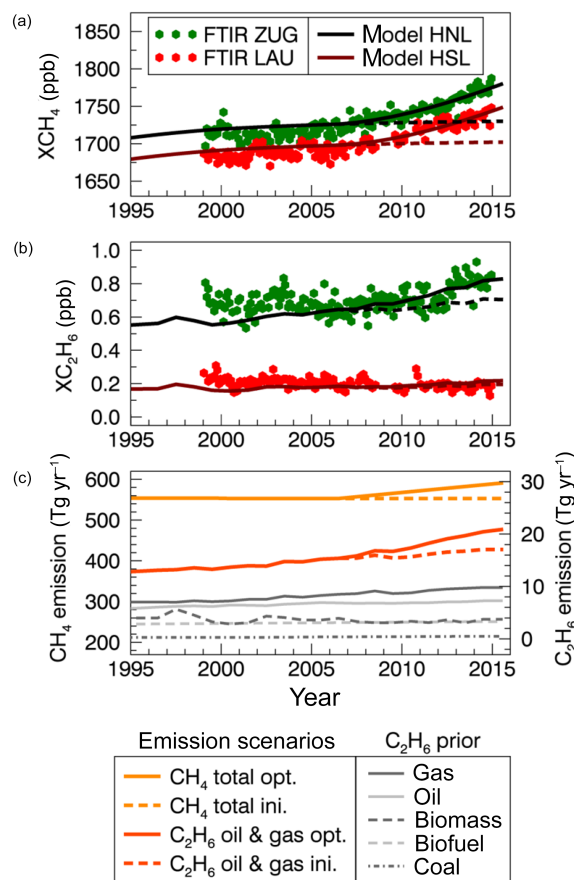 (a)
1850
1800
1750
1700
1650
XCH₄ (ppb)
FTIR ZUG
FTIR LAU
Model HNL
Model HSL
1995 2000 2005 2010 2015
(b)
1.0
0.8
0.6
0.4
0.2
0.0
XC₂H₆ (ppb)
1995 2000 2005 2010 2015
(c)
600
500
400
300
200
CH₄ emission (Tg yr⁻¹)
30
20
10
0
C₂H₆ emission (Tg yr⁻¹)
1995 2000 2005 2010 2015
Year
Emission scenarios
CH₄ total opt.
CH₄ total ini.
C₂H₆ oil & gas opt.
C₂H₆ oil & gas ini.
C₂H₆ prior
Gas
Oil
Biomass
Biofuel
Coal